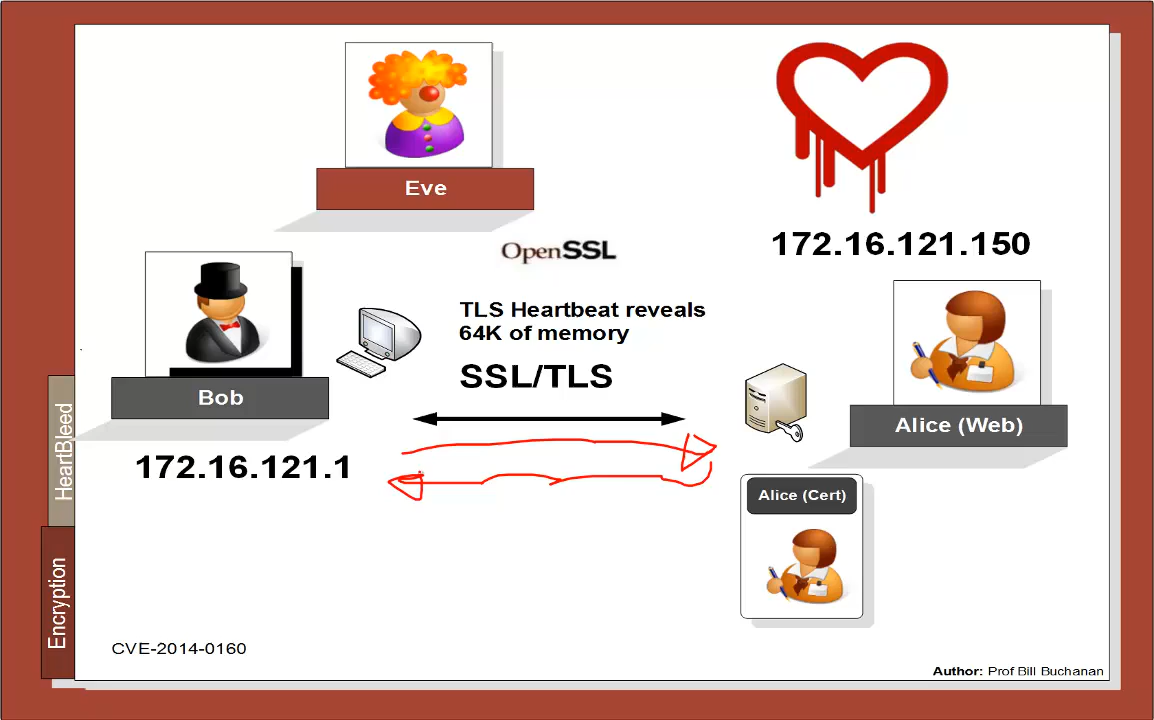 Eve
OpenSSL
172.16.121.150
TLS Heartbeat reveals
64K of memory
SSL/TLS
Bob
172.16.121.1
Alice (Web)
Alice (Cert)
HeartBleed
Encryption
CVE-2014-0160
Author: Prof Bill Buchanan